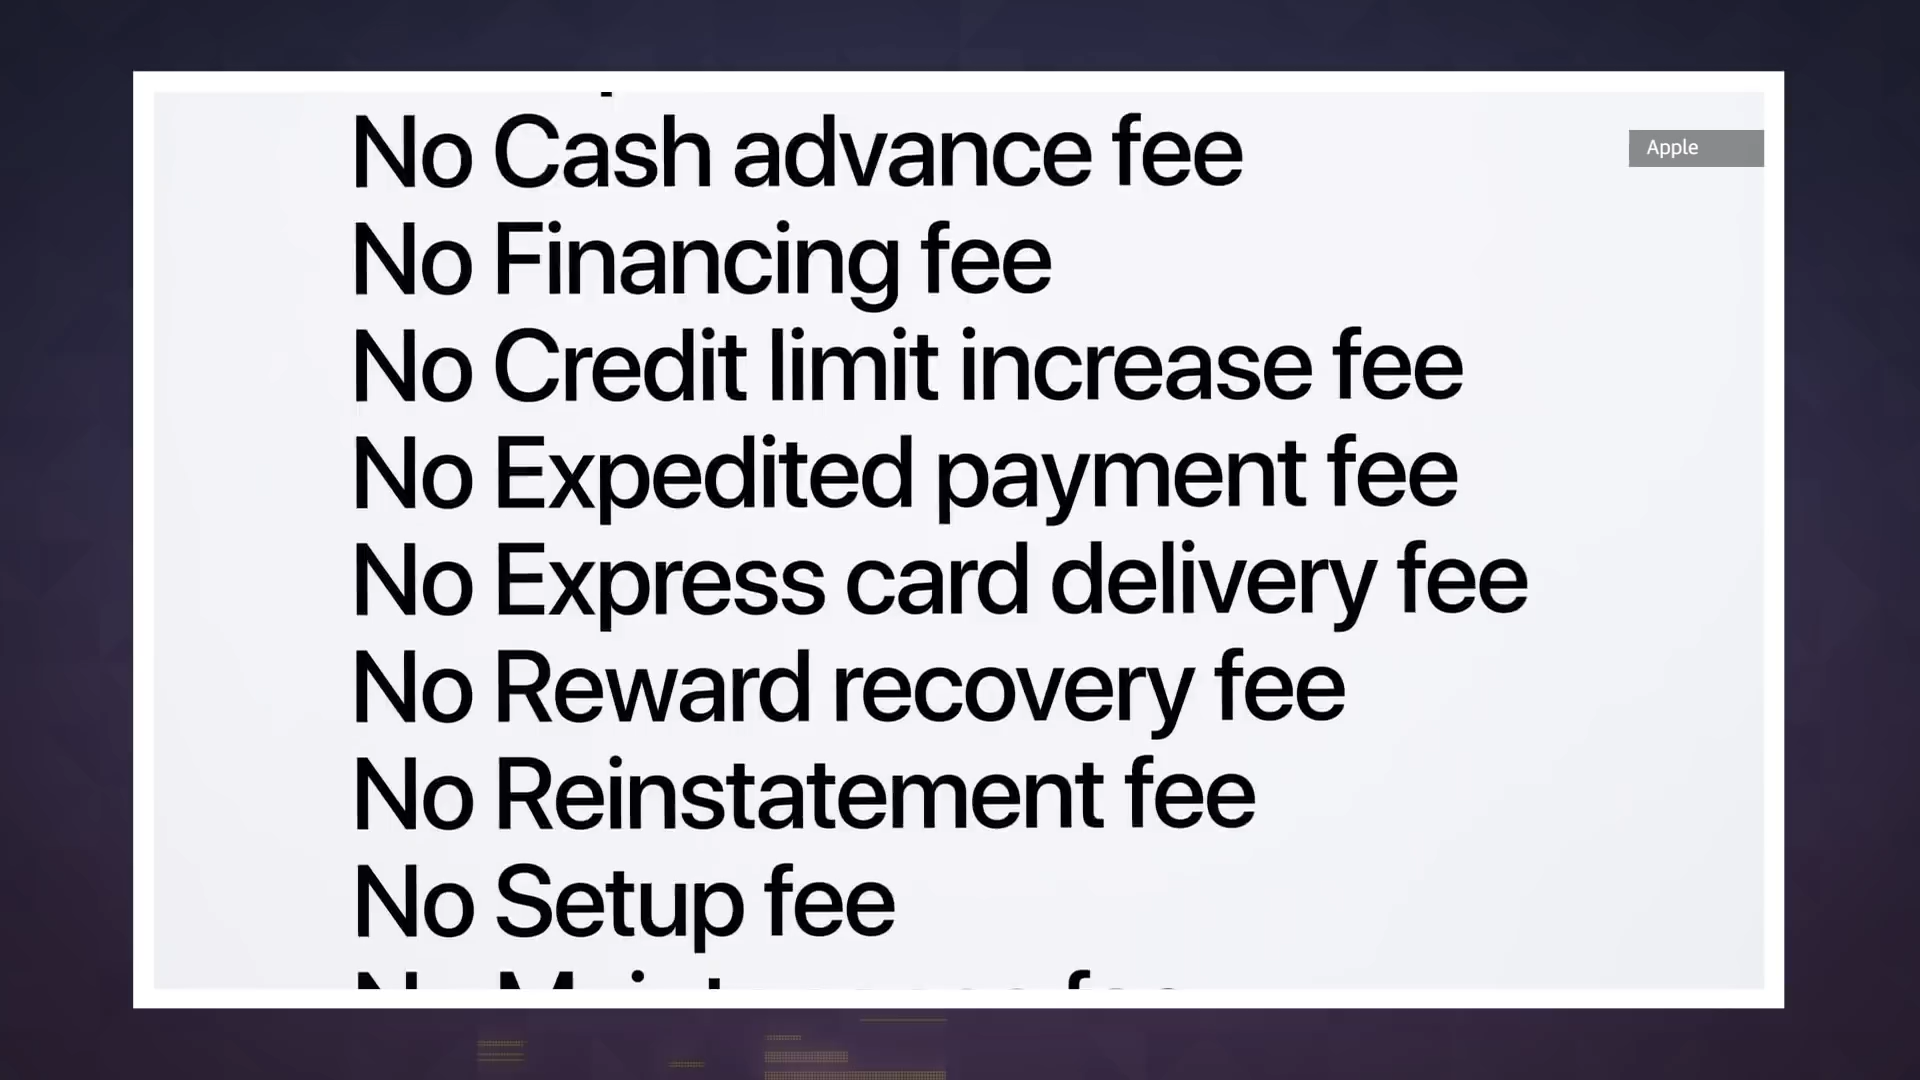 No Cash advance fee
Apple
No Financing fee
No Credit limit increase fee
No Expedited payment fee
No Express card delivery fee
No Reward recovery fee
No Reinstatement fee
No Setup fee